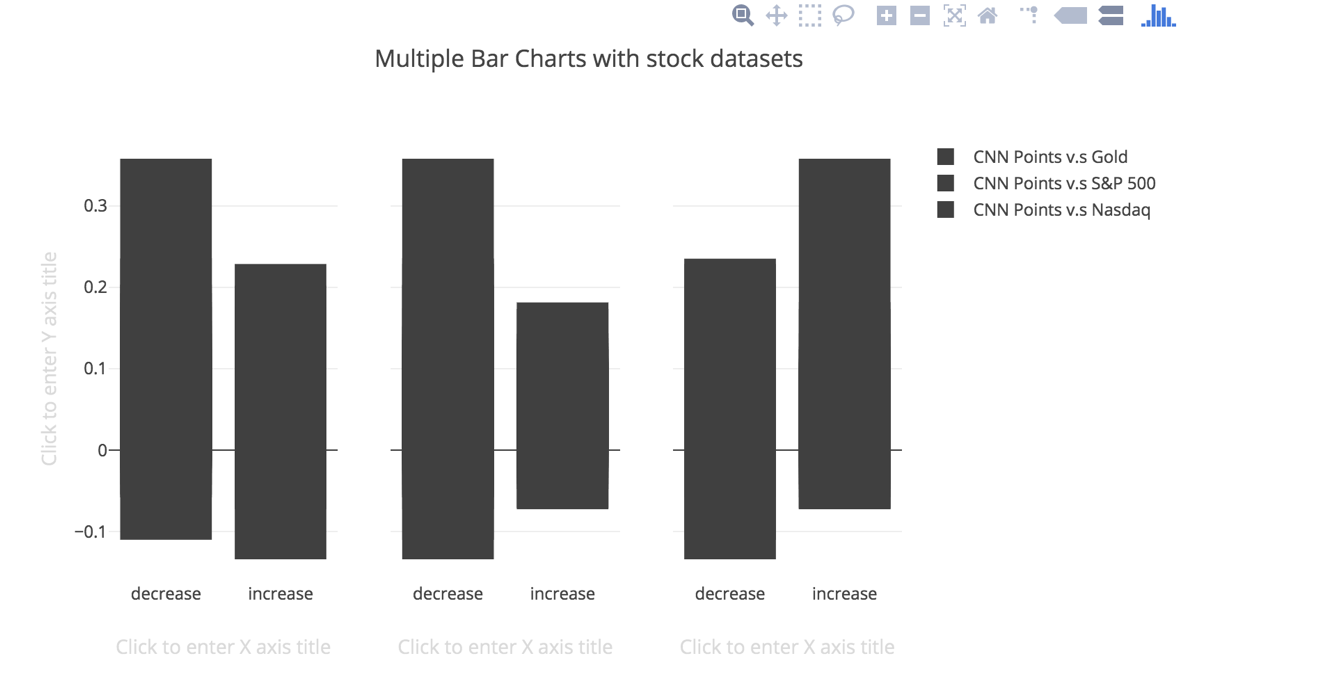 Multiple Bar Charts with stock datasets
CNN Points v.s Gold
CNN Points v.s S&P 500
CNN Points v.s Nasdaq
Click to enter Y axis title
0.3
0.2
0.1
0
−0.1
decrease increase decrease increase decrease increase
Click to enter X axis title Click to enter X axis title Click to enter X axis title